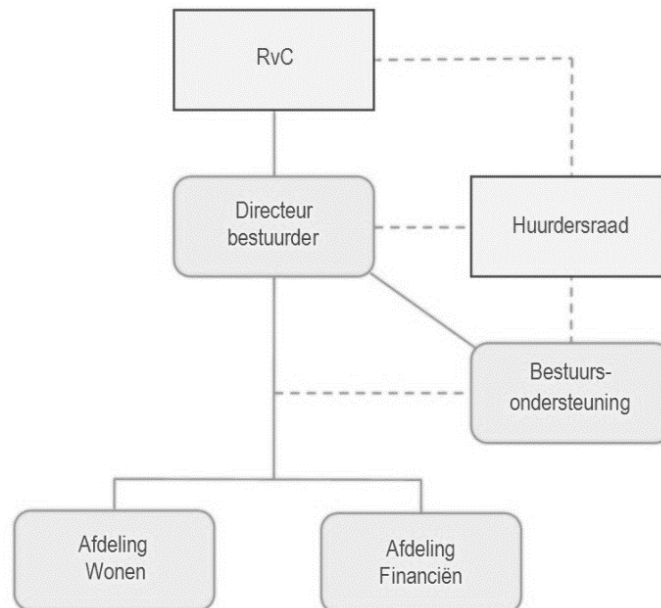 RvC
Directeur
bestuurder
Huurdersraad
Bestuurs-
ondersteuning
Afdeling
Wonen
Afdeling
Financiën